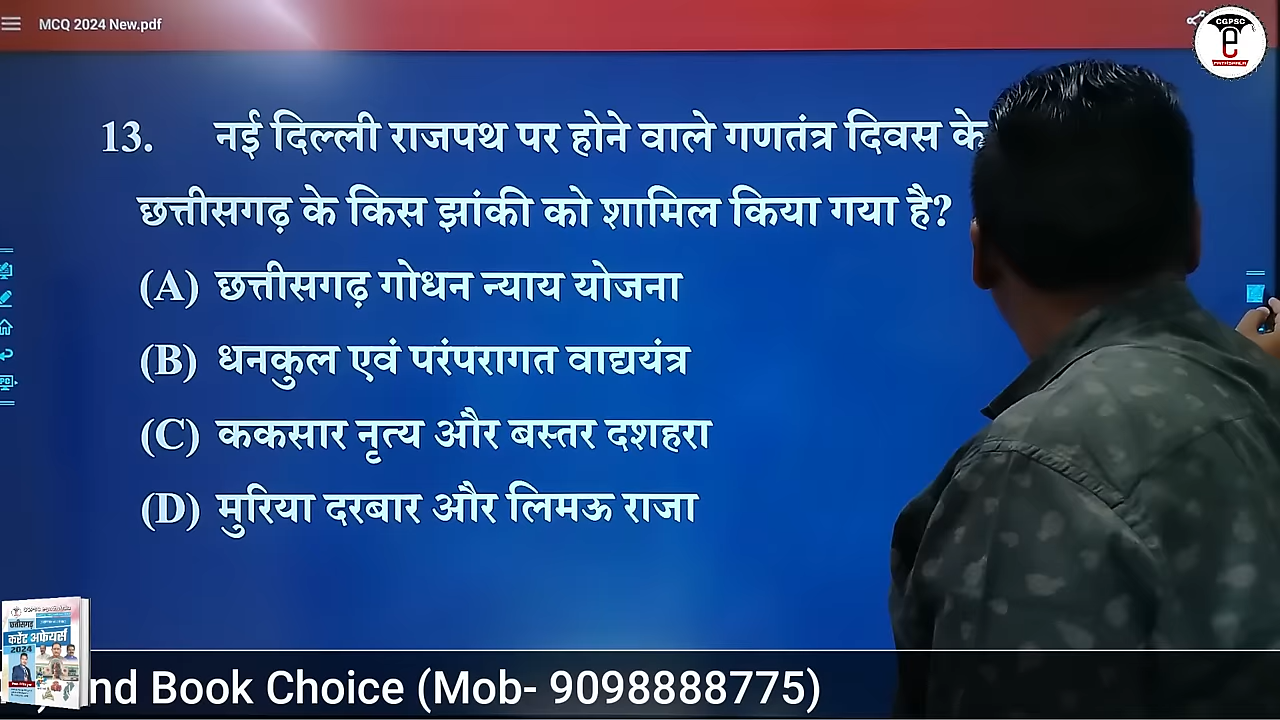 MCQ 2024 New.pdf
CGPSC
e
13. नई दिल्ली राजपथ पर होने वाले गणतंत्र दिवस के
छत्तीसगढ़ के किस झांकी को शामिल किया गया है?
(A) छत्तीसगढ़ गोधन न्याय योजना
(B) धनकुल एवं परंपरागत वाद्ययंत्र
(C) ककसार नृत्य और बस्तर दशहरा
(D) मुरिया दरबार और लिमऊ राजा
छत्तीसगढ़
करेंट अफेयर्स
2024
nd Book Choice (Mob- 9098888775)